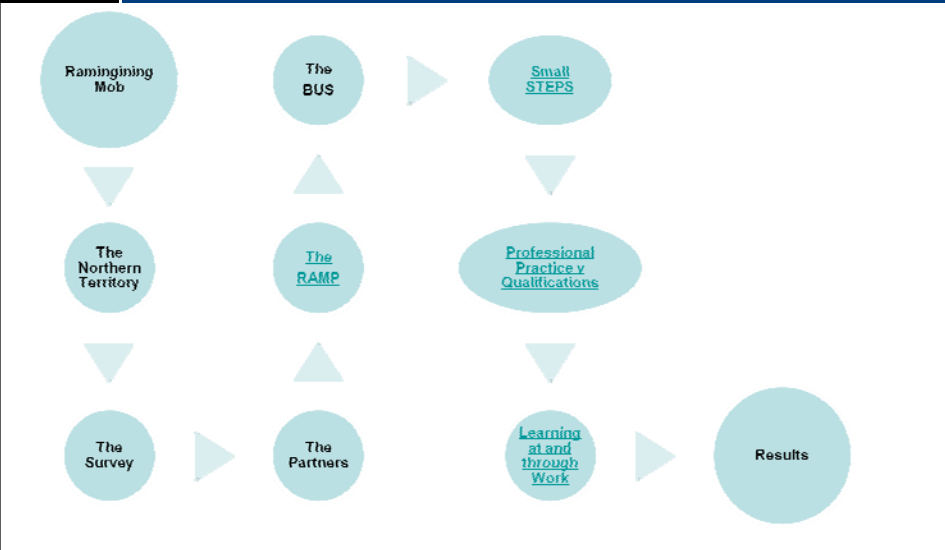 Ramingining
Mob
The
Northern
Territory
The
Survey
The
Partners
The
RAMP
The
BUS
Small
STEPS
Professional
Practice v
Qualifications
Learning
at and
through
Work
Results